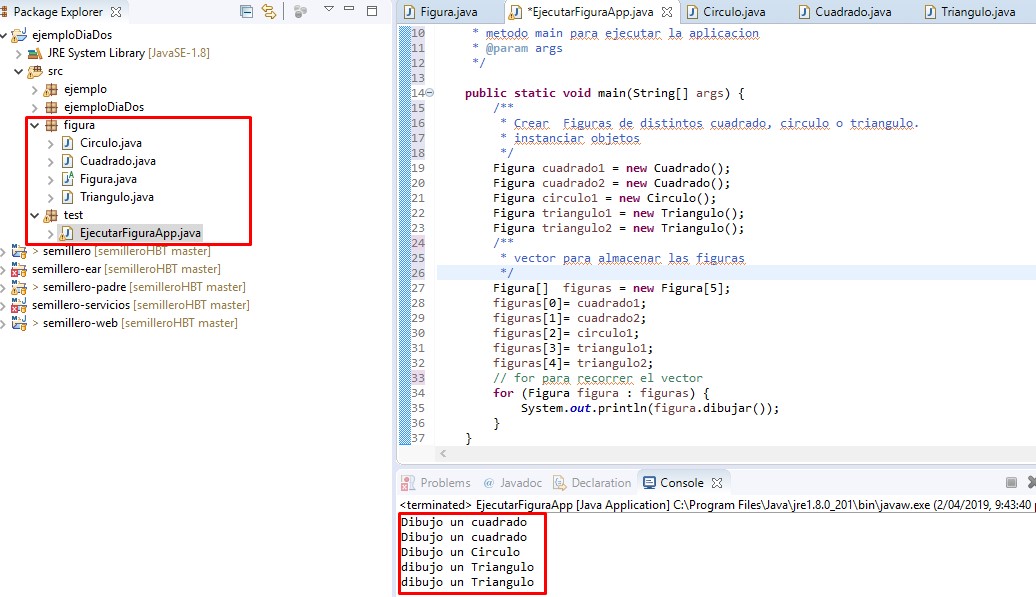 Package Explorer
ejemploDiaDos
JRE System Library [JavaSE-1.8]
src
ejemplo
ejemploDiaDos
figura
Circulo.java
Cuadrado.java
Figura.java
Triangulo.java
test
EjecutarFiguraApp.java
> semillero [semilleroHBT master]
semillero-ear [semilleroHBT master]
> semillero-padre [semilleroHBT master]
semillero-servicios [semilleroHBT master]
> semillero-web [semilleroHBT master]
Figura.java *EjecutarFiguraApp.java Circulo.java Cuadrado.java Triangulo.java
10 * metodo main para ejecutar la aplicacion
11 * @param args
12 */
13
14 public static void main(String[] args) {
15 /**
16 * Crear  Figuras de distintos cuadrado, circulo o triangulo.
17 * instanciar objetos
18 */
19 Figura cuadrado1 = new Cuadrado();
20 Figura cuadrado2 = new Cuadrado();
21 Figura circulo1 = new Circulo();
22 Figura triangulo1 = new Triangulo();
23 Figura triangulo2 = new Triangulo();
24 /**
25 * vector para almacenar las figuras
26 */
27 Figura[]  figuras = new Figura[5];
28 figuras[0]= cuadrado1;
29 figuras[1]= cuadrado2;
30 figuras[2]= circulo1;
31 figuras[3]= triangulo1;
32 figuras[4]= triangulo2;
33 // for para recorrer el vector
34 for (Figura figura : figuras) {
35 System.out.println(figura.dibujar());
36 }
37 }
Problems @ Javadoc Declaration Console
<terminated> EjecutarFiguraApp [Java Application] C:\Program Files\Java\jre1.8.0_201\bin\javaw.exe (2/04/2019, 9:43:40
Dibujo un cuadrado
Dibujo un cuadrado
Dibujo un Circulo
dibujo un Triangulo
dibujo un Triangulo